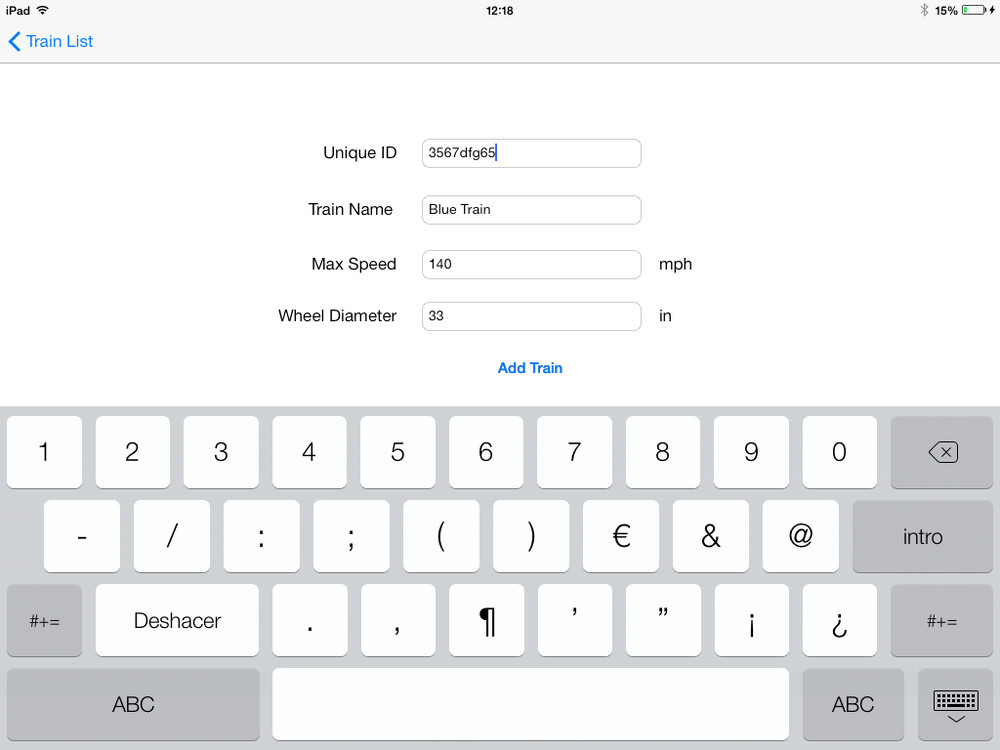 iPad 12:18 15%
Train List
Unique ID 3567dfg65
Train Name Blue Train
Max Speed 140 mph
Wheel Diameter 33 in
Add Train
1 2 3 4 5 6 7 8 9 0
- / : ; ( ) € & @ intro
#+= Deshacer . , ¶ ’ ” ¡ ¿ #+=
ABC ABC